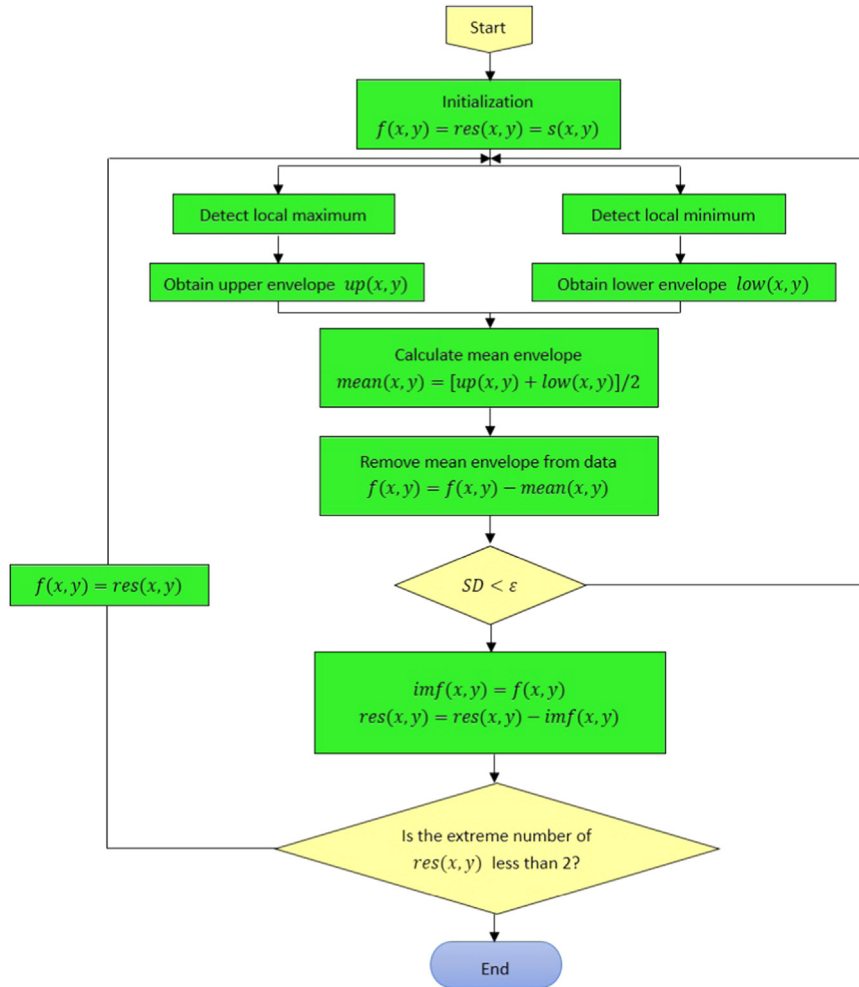 Start
Initialization
f(x, y) = res(x, y) = s(x, y)
Detect local maximum
Detect local minimum
Obtain upper envelope up(x, y)
Obtain lower envelope low(x, y)
Calculate mean envelope
mean(x, y) = [up(x, y) + low(x, y)]/2
Remove mean envelope from data
f(x, y) = f(x, y) − mean(x, y)
f(x, y) = res(x, y)
SD < ε
imf(x, y) = f(x, y)
res(x, y) = res(x, y) − imf(x, y)
Is the extreme number of
res(x, y) less than 2?
End